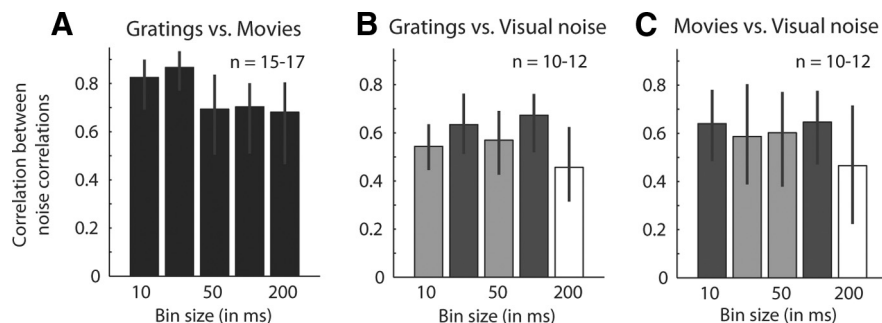 A
Gratings vs. Movies
n = 15-17
Correlation between
noise correlations
0.8
0.6
0.4
0.2
0
10
50
200
Bin size (in ms)
B
Gratings vs. Visual noise
n = 10-12
0.8
0.6
0.4
0.2
0
10
50
200
Bin size (in ms)
C
Movies vs. Visual noise
n = 10-12
0.8
0.6
0.4
0.2
0
10
50
200
Bin size (in ms)